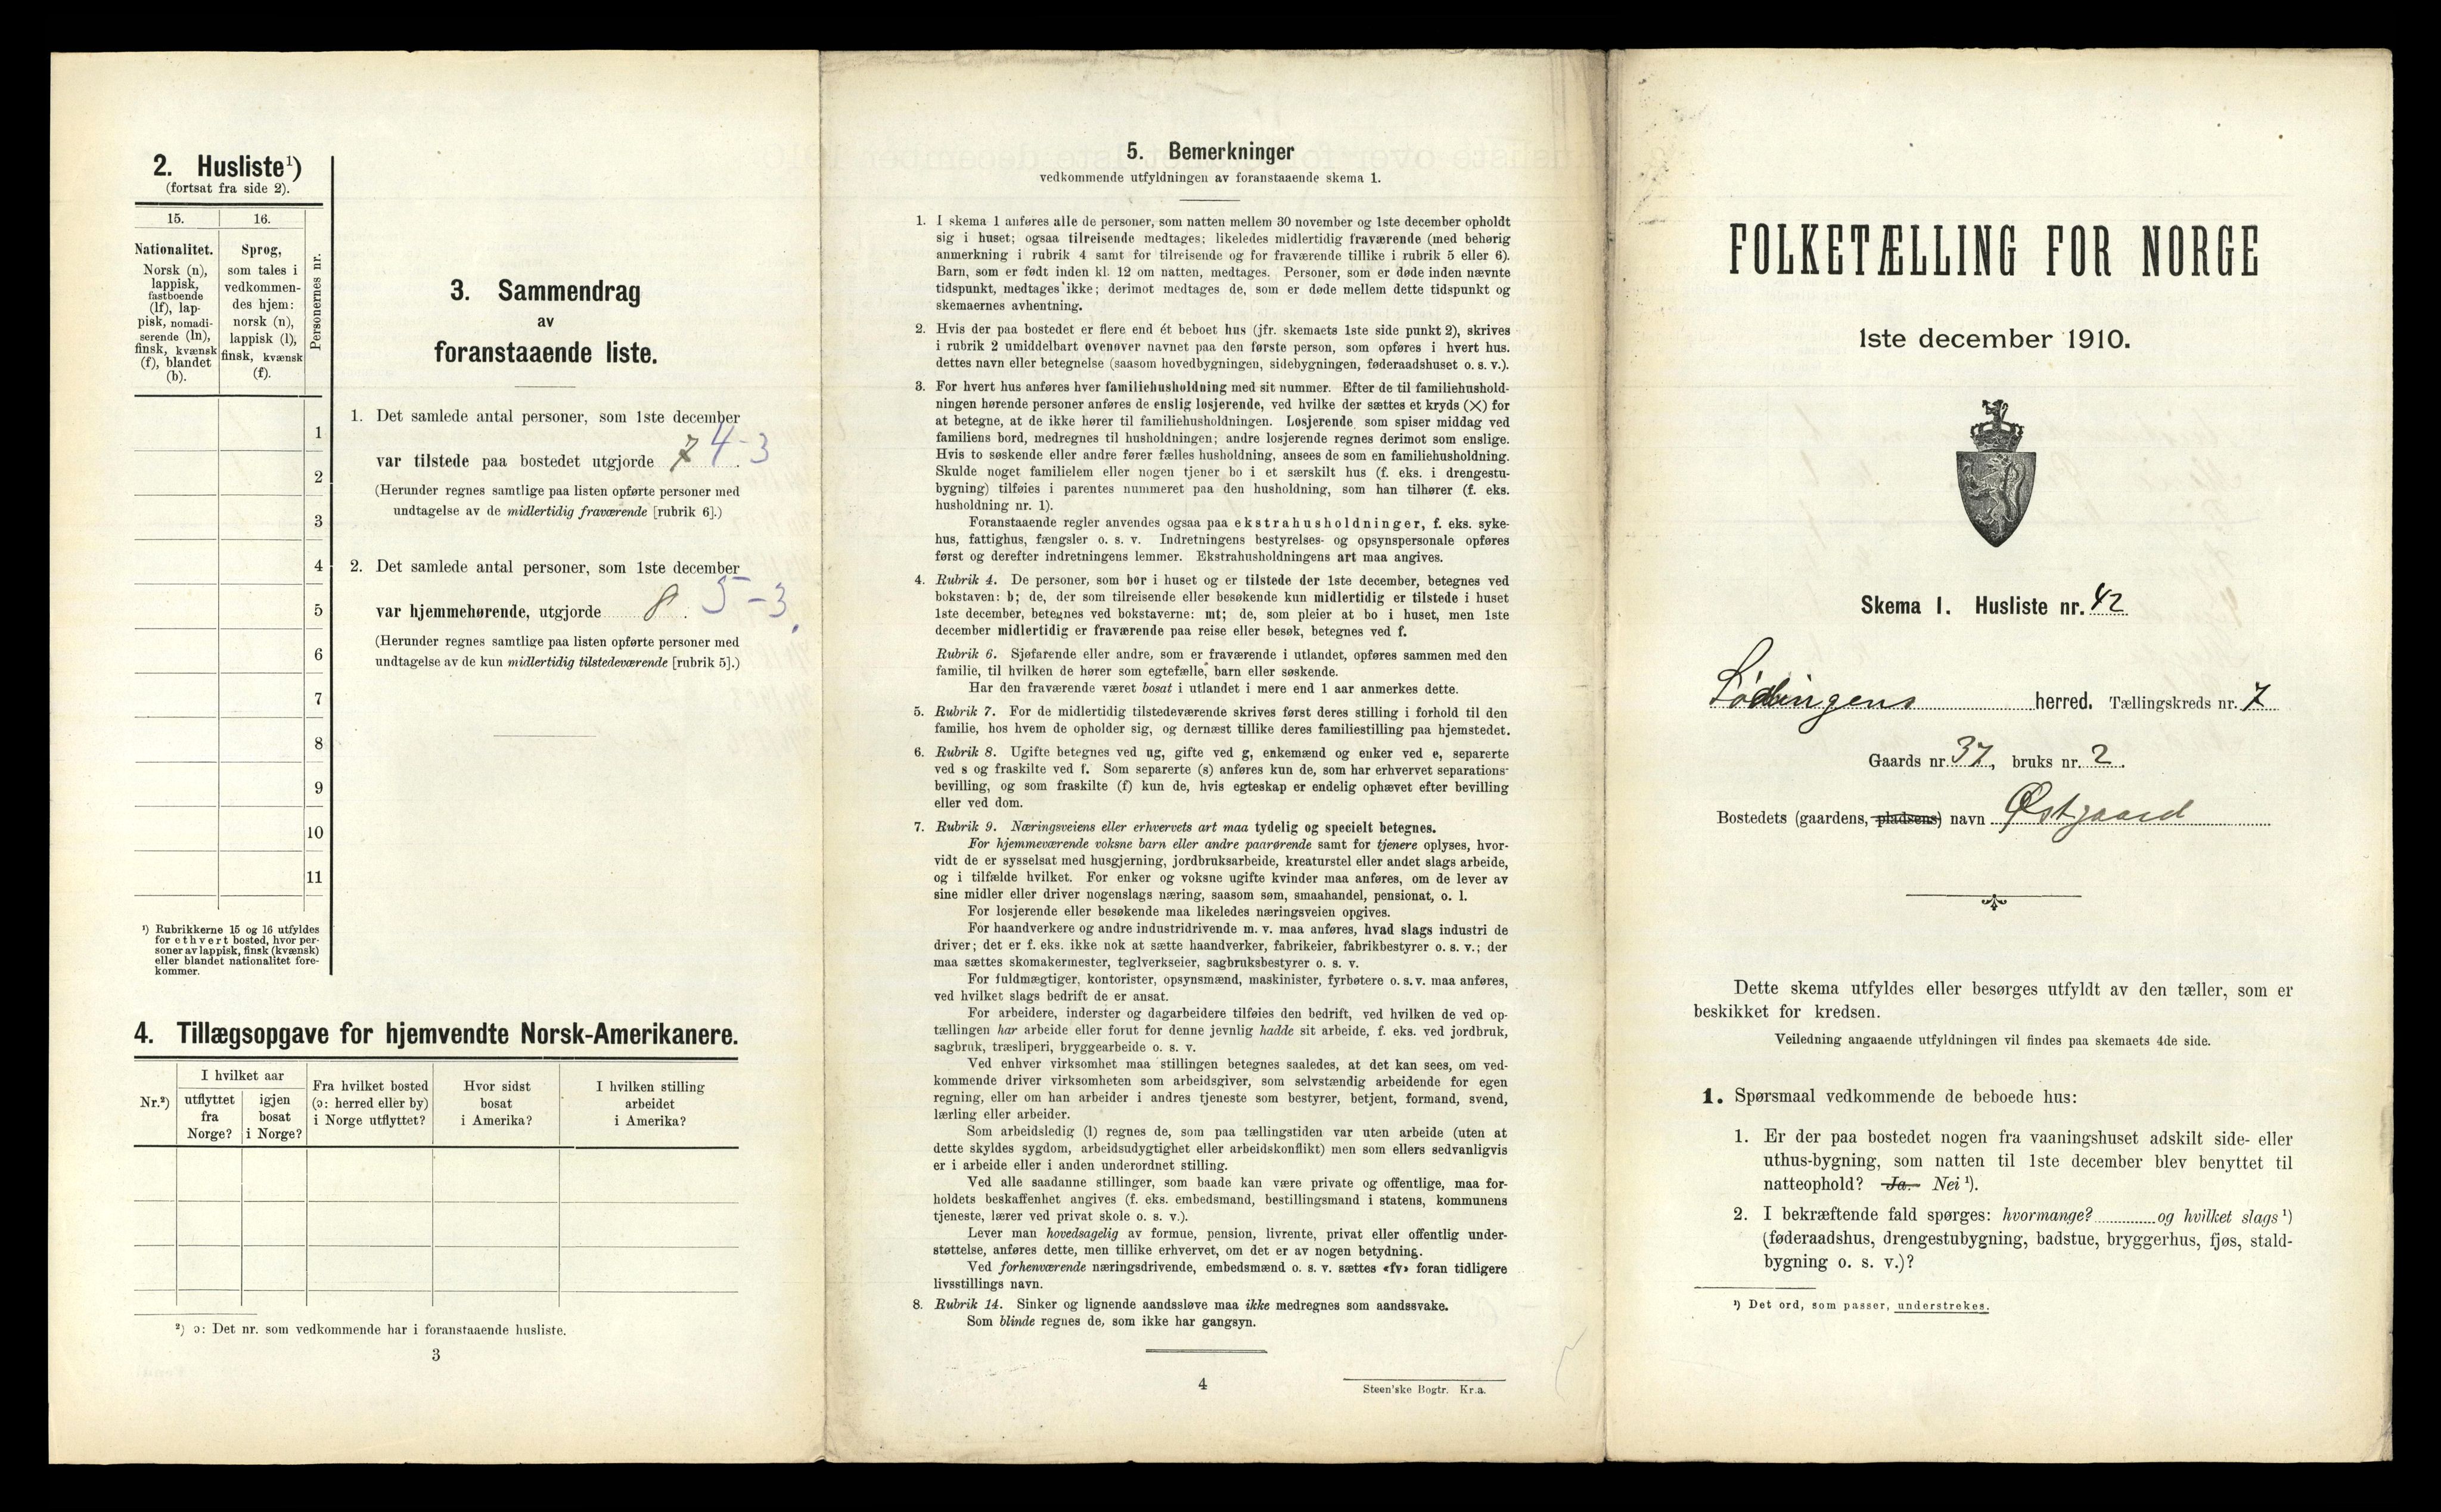 2. Husliste¹)
(fortsat fra side 2).
15.
16.
Personernes nr.
Nationalitet.
Norsk (n),
lappisk,
fastboende
(lf), lap-
pisk, nomadi-
serende (ln),
finsk, kvænsk
(f), blandet
(b).
Sprog,
som tales i
vedkommen-
des hjem:
norsk (n),
lappisk (l),
finsk, kvænsk
(f).
1
2
3
4
5
6
7
8
9
10
11
¹) Rubrikkerne 15 og 16 utfyldes
for ethvert bosted, hvor per-
soner av lappisk, finsk (kvænsk)
eller blandet nationalitet fore-
kommer.
3. Sammendrag
av
foranstaaende liste.
1. Det samlede antal personer, som 1ste december
var tilstede paa bostedet utgjorde 7 4-3
(Herunder regnes samtlige paa listen opførte personer med
undtagelse av de midlertidig fraværende [rubrik 6].)
2. Det samlede antal personer, som 1ste december
var hjemmehørende, utgjorde 8. 5-3.
(Herunder regnes samtlige paa listen opførte personer med
undtagelse av de kun midlertidig tilstedeværende [rubrik 5].)
4. Tillægsopgave for hjemvendte Norsk-Amerikanere.
Nr.²)
I hvilket aar
utflyttet
fra
Norge?
igjen
bosat
i Norge?
Fra hvilket bosted
(ɔ: herred eller by)
i Norge utflyttet?
Hvor sidst
bosat
i Amerika?
I hvilken stilling
arbeidet
i Amerika?
²) ɔ: Det nr. som vedkommende har i foranstaaende husliste.
3
5. Bemerkninger
vedkommende utfyldningen av foranstaaende skema 1.
1. I skema 1 anføres alle de personer, som natten mellem 30 november og 1ste december opholdt
sig i huset; ogsaa tilreisende medtages; likeledes midlertidig fraværende (med behørig
anmerkning i rubrik 4 samt for tilreisende og for fraværende tillike i rubrik 5 eller 6).
Barn, som er født inden kl. 12 om natten, medtages. Personer, som er døde inden nævnte
tidspunkt, medtages ikke; derimot medtages de, som er døde mellem dette tidspunkt og
skemaernes avhentning.
2. Hvis der paa bostedet er flere end ét beboet hus (jfr. skemaets 1ste side punkt 2), skrives
i rubrik 2 umiddelbart ovenover navnet paa den første person, som opføres i hvert hus.
dettes navn eller betegnelse (saasom hovedbygningen, sidebygningen, føderaadshuset o. s. v.).
3. For hvert hus anføres hver familiehusholdning med sit nummer. Efter de til familiehushold-
ningen hørende personer anføres de enslig losjerende, ved hvilke der sættes et kryds (×) for
at betegne, at de ikke hører til familiehusholdningen. Losjerende som spiser middag ved
familiens bord, medregnes til husholdningen; andre losjerende regnes derimot som enslige.
Hvis to søskende eller andre fører fælles husholdning, ansees de som en familiehusholdning.
Skulde noget familielem eller nogen tjener bo i et særskilt hus (f. eks. i drengestu-
bygning) tilføies i parentes nummeret paa den husholdning, som han tilhører (f. eks.
husholdning nr. 1).
Foranstaaende regler anvendes ogsaa paa ekstrahusholdninger, f. eks. syke-
hus, fattighus, fængsler o. s. v. Indretningens bestyrelses- og opsynspersonale opføres
først og derefter indretningens lemmer. Ekstrahusholdningens art maa angives.
4. Rubrik 4. De personer, som bor i huset og er tilstede der 1ste december, betegnes ved
bokstaven: b; de, der som tilreisende eller besøkende kun midlertidig er tilstede i huset
1ste december, betegnes ved bokstaverne: mt; de, som pleier at bo i huset, men 1ste
december midlertidig er fraværende paa reise eller besøk, betegnes ved f.
Rubrik 6. Sjøfarende eller andre, som er fraværende i utlandet, opføres sammen med den
familie, til hvilken de hører som egtefælle, barn eller søskende.
Har den fraværende været bosat i utlandet i mere end 1 aar anmerkes dette.
5. Rubrik 7. For de midlertidig tilstedeværende skrives først deres stilling i forhold til den
familie, hos hvem de opholder sig, og dernæst tillike deres familiestilling paa hjemstedet.
6. Rubrik 8. Ugifte betegnes ved ug, gifte ved g, enkemænd og enker ved e, separerte
ved s og fraskilte ved f. Som separerte (s) anføres kun de, som har erhvervet separations-
bevilling, og som fraskilte (f) kun de, hvis egteskap er endelig ophævet efter bevilling
eller ved dom.
7. Rubrik 9. Næringsveiens eller erhvervets art maa tydelig og specielt betegnes.
For hjemmeværende voksne barn eller andre paarørende samt for tjenere oplyses, hvor-
vidt de er sysselsat med husgjerning, jordbruksarbeide, kreaturstel eller andet slags arbeide,
og i tilfælde hvilket. For enker og voksne ugifte kvinder maa anføres, om de lever av
sine midler eller driver nogenslags næring, saasom søm, smaahandel, pensionat, o. l.
For losjerende eller besøkende maa likeledes næringsveien opgives.
For haandverkere og andre industridrivende m. v. maa anføres, hvad slags industri de
driver; det er f. eks. ikke nok at sætte haandverker, fabrikeier, fabrikbestyrer o. s. v.; der
maa sættes skomakermester, teglverkseier, sagbruksbestyrer o. s. v.
For fuldmægtiger, kontorister, opsynsmænd, maskinister, fyrbøtere o. s. v. maa anføres,
ved hvilket slags bedrift de er ansat.
For arbeidere, inderster og dagarbeidere tilføies den bedrift, ved hvilken de ved op-
tællingen har arbeide eller forut for denne jevnlig hadde sit arbeide, f. eks. ved jordbruk,
sagbruk, træsliperi, bryggearbeide o. s. v.
Ved enhver virksomhet maa stillingen betegnes saaledes, at det kan sees, om ved-
kommende driver virksomheten som arbeidsgiver, som selvstændig arbeidende for egen
regning, eller om han arbeider i andres tjeneste som bestyrer, betjent, formand, svend,
lærling eller arbeider.
Som arbeidsledig (l) regnes de, som paa tællingstiden var uten arbeide (uten at
dette skyldes sygdom, arbeidsudygtighet eller arbeidskonflikt) men som ellers sedvanligvis
er i arbeide eller i anden underordnet stilling.
Ved alle saadanne stillinger, som baade kan være private og offentlige, maa for-
holdets beskaffenhet angives (f. eks. embedsmand, bestillingsmand i statens, kommunens
tjeneste, lærer ved privat skole o. s. v.).
Lever man hovedsagelig av formue, pension, livrente, privat eller offentlig under-
støttelse, anføres dette, men tillike erhvervet, om det er av nogen betydning.
Ved forhenværende næringsdrivende, embedsmænd o. s. v. sættes «fv» foran tidligere
livsstillings navn.
8. Rubrik 14. Sinker og lignende aandssløve maa ikke medregnes som aandssvake.
Som blinde regnes de, som ikke har gangsyn.
4
Steen'ske Bogtr. Kr.a.
FOLKETÆLLING FOR NORGE
1ste december 1910.
Skema 1. Husliste nr. 42
Lødingens herred. Tællingskreds nr. 7
Gaards nr. 37, bruks nr. 2.
Bostedets (gaardens, pladsens) navn Østgaard
Dette skema utfyldes eller besørges utfyldt av den tæller, som er
beskikket for kredsen.
Veiledning angaaende utfyldningen vil findes paa skemaets 4de side.
1. Spørsmaal vedkommende de beboede hus:
1. Er der paa bostedet nogen fra vaaningshuset adskilt side- eller
uthus-bygning, som natten til 1ste december blev benyttet til
natteophold? Ja. Nei ¹).
2. I bekræftende fald spørges: hvormange? og hvilket slags ¹)
(føderaadshus, drengestubygning, badstue, bryggerhus, fjøs, stald-
bygning o. s. v.)?
¹) Det ord, som passer, understrekes.